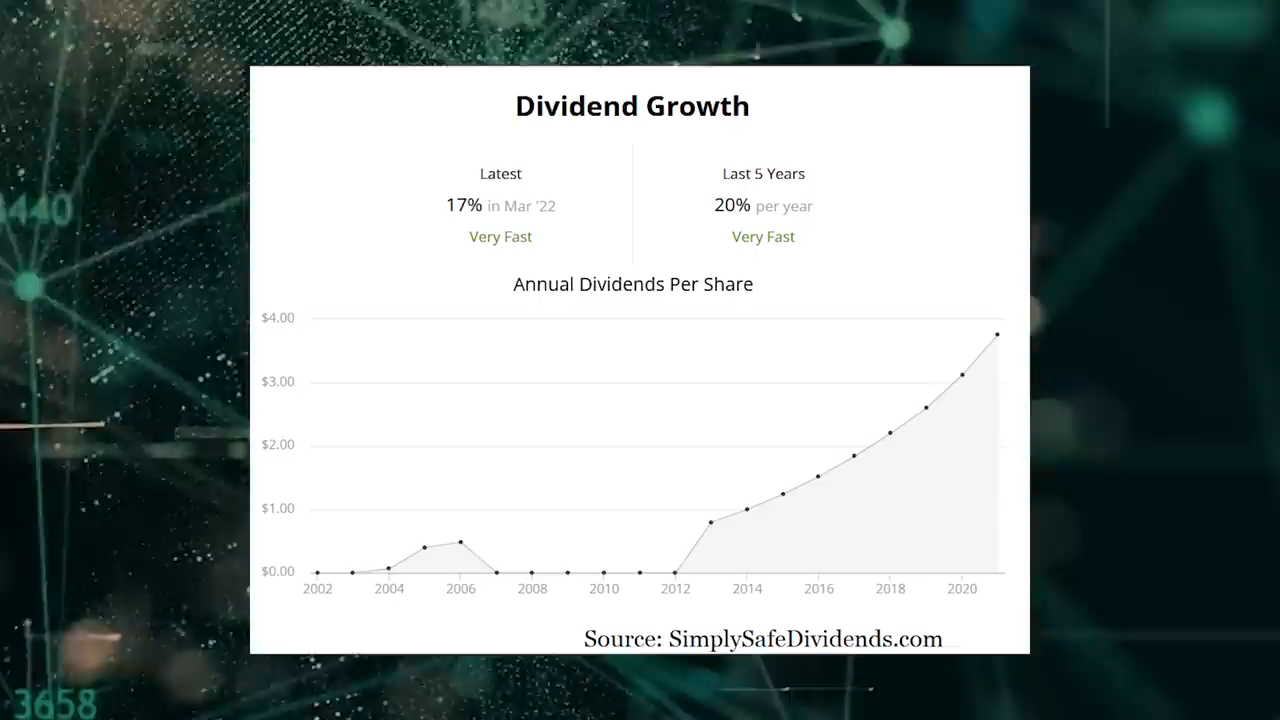 Dividend Growth
Latest
17% in Mar '22
Very Fast
Last 5 Years
20% per year
Very Fast
Annual Dividends Per Share
$4.00
$3.00
$2.00
$1.00
$0.00
2002 2004 2006 2008 2010 2012 2014 2016 2018 2020
Source: SimplySafeDividends.com
4440
3658